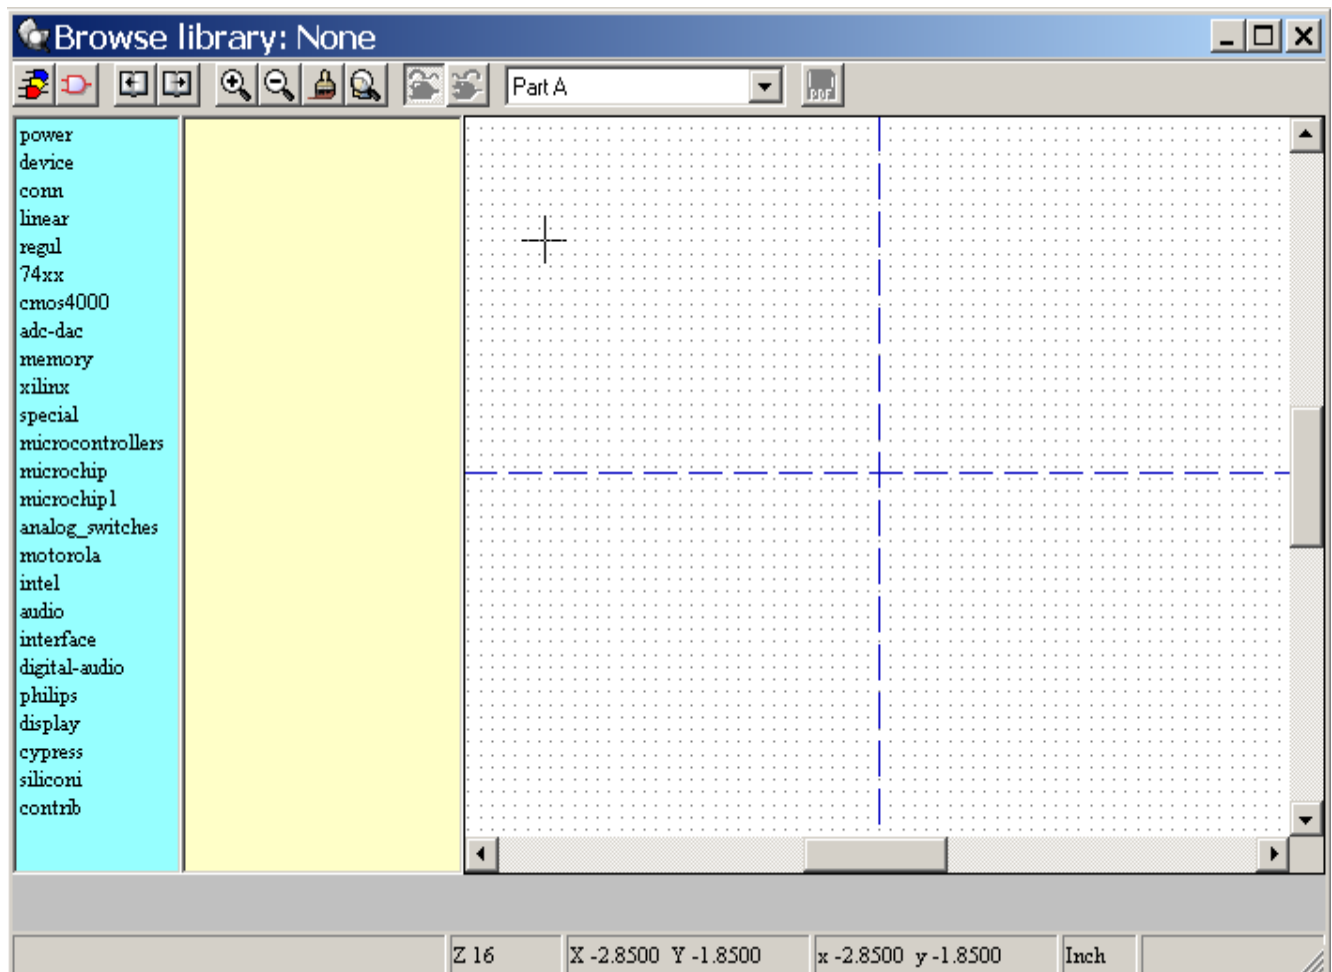 Browse library: None
Part A
PDF
power
device
conn
linear
regul
74xx
cmos4000
adc-dac
memory
xilinx
special
microcontrollers
microchip
microchip1
analog_switches
motorola
intel
audio
interface
digital-audio
philips
display
cypress
siliconi
contrib
Z 16 X -2.8500 Y -1.8500 x -2.8500 y -1.8500 Inch